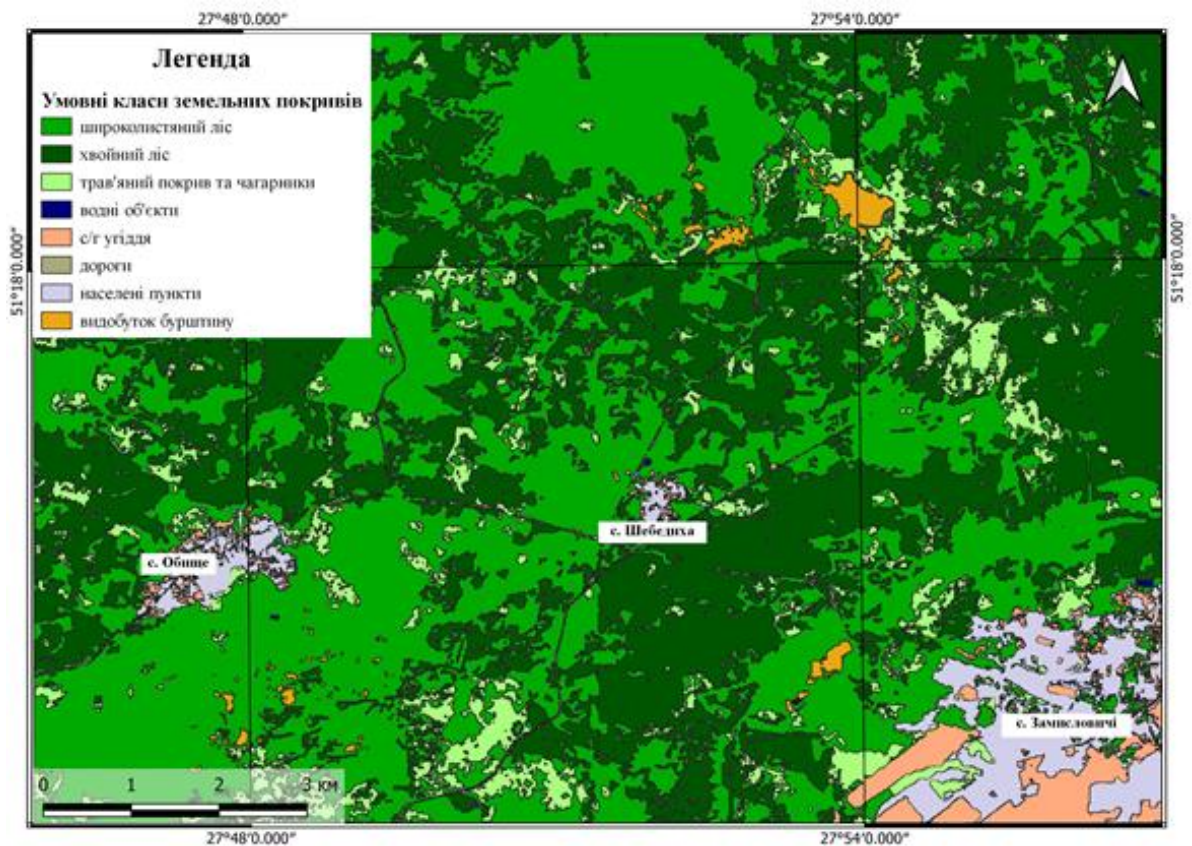 27°48'0.000"
27°54'0.000"
Легенда
Умовні класи земельних покривів
широколистяний ліс
хвойний ліс
трав'яний покрив та чагарники
водні об'єкти
с/г угіддя
дороги
населені пункти
видобуток бурштину
51°18'0.000"
51°18'0.000"
с. Шебедиха
с. Обище
с. Замисловичі
0 1 2 3 км
27°48'0.000"
27°54'0.000"